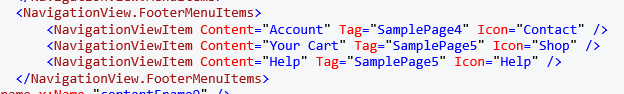 <NavigationView.FooterMenuItems>
<NavigationViewItem Content="Account" Tag="SamplePage4" Icon="Contact" />
<NavigationViewItem Content="Your Cart" Tag="SamplePage5" Icon="Shop" />
<NavigationViewItem Content="Help" Tag="SamplePage5" Icon="Help" />
</NavigationView.FooterMenuItems>